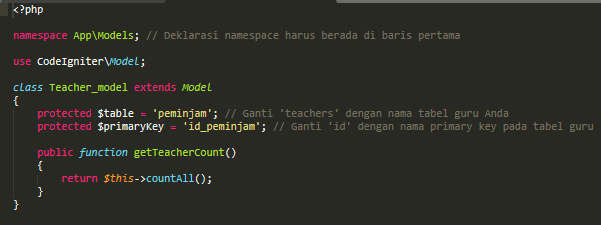 <?php
namespace App\Models; // Deklarasi namespace harus berada di baris pertama
use CodeIgniter\Model;
class Teacher_model extends Model
{
protected $table = 'peminjam'; // Ganti 'teachers' dengan nama tabel guru Anda
protected $primaryKey = 'id_peminjam'; // Ganti 'id' dengan nama primary key pada tabel guru
public function getTeacherCount()
{
return $this->countAll();
}
}